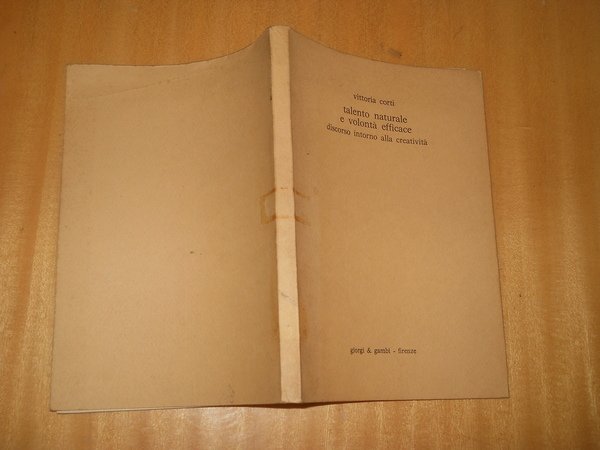 vittoria corti
talento naturale
e volontà efficace
discorso intorno alla creatività
giorgi & gambi - firenze